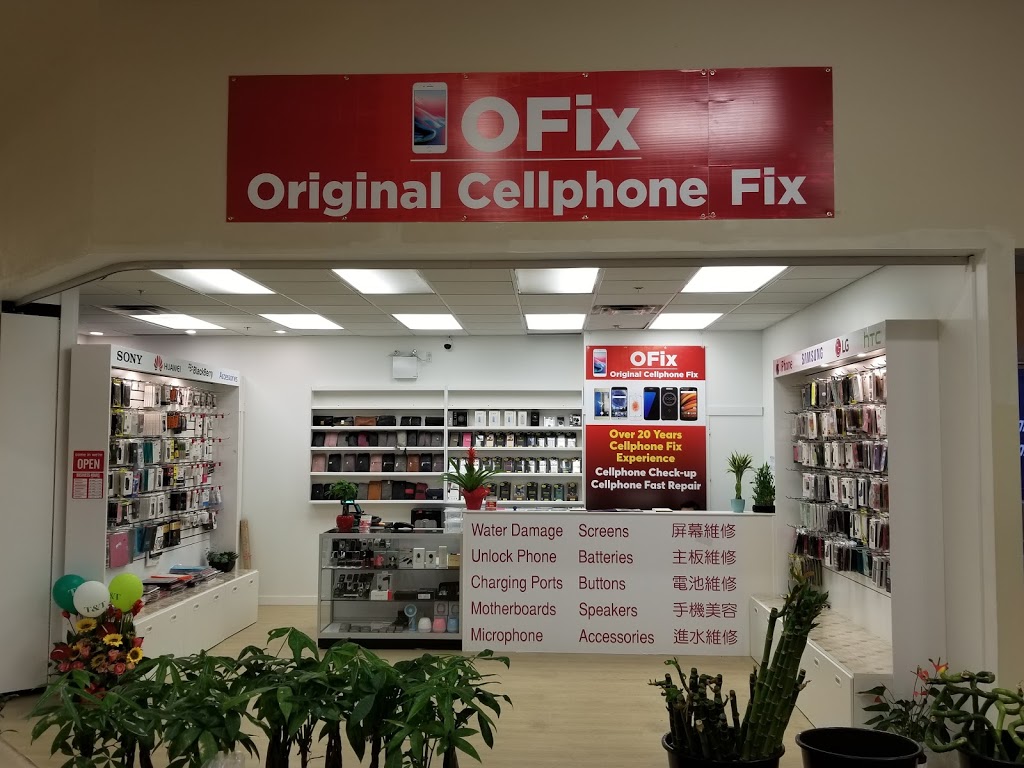 OFix
Original Cellphone Fix
SONY HUAWEI BlackBerry Accessories
iPhone SAMSUNG LG hTC
OFix
Original Cellphone Fix
Over 20 Years
Cellphone Fix
Experience
Cellphone Check-up
Cellphone Fast Repair
OPEN
T&T
Water Damage Screens 屏幕維修
Unlock Phone Batteries 主板維修
Charging Ports Buttons 電池維修
Motherboards Speakers 手機美容
Microphone Accessories 進水維修